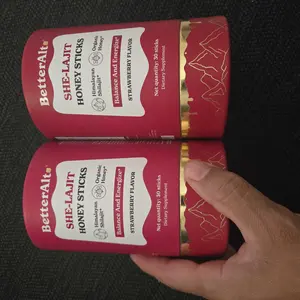 BetterAlt
SHE-LAJIT
HONEY STICKS
Himalayan Shilajit*
Organic Honey*
Balance And Energize*
STRAWBERRY FLAVOR
Net quantity: 30 sticks
Dietary Supplement
BetterAlt
SHE-LAJIT
HONEY STICKS
Himalayan Shilajit*
Organic Honey*
Balance And Energize*
STRAWBERRY FLAVOR
Net quantity: 30 sticks
Dietary Supplement